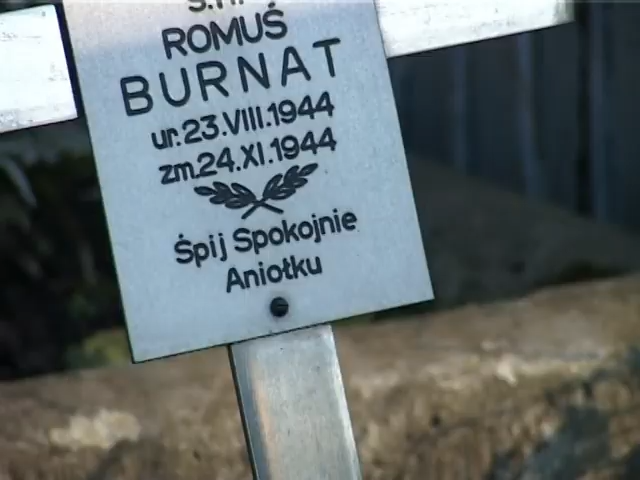 ROMUŚ
BURNAT
ur.23.VIII.1944
zm.24.XI.1944
Śpij Spokojnie
Aniołku